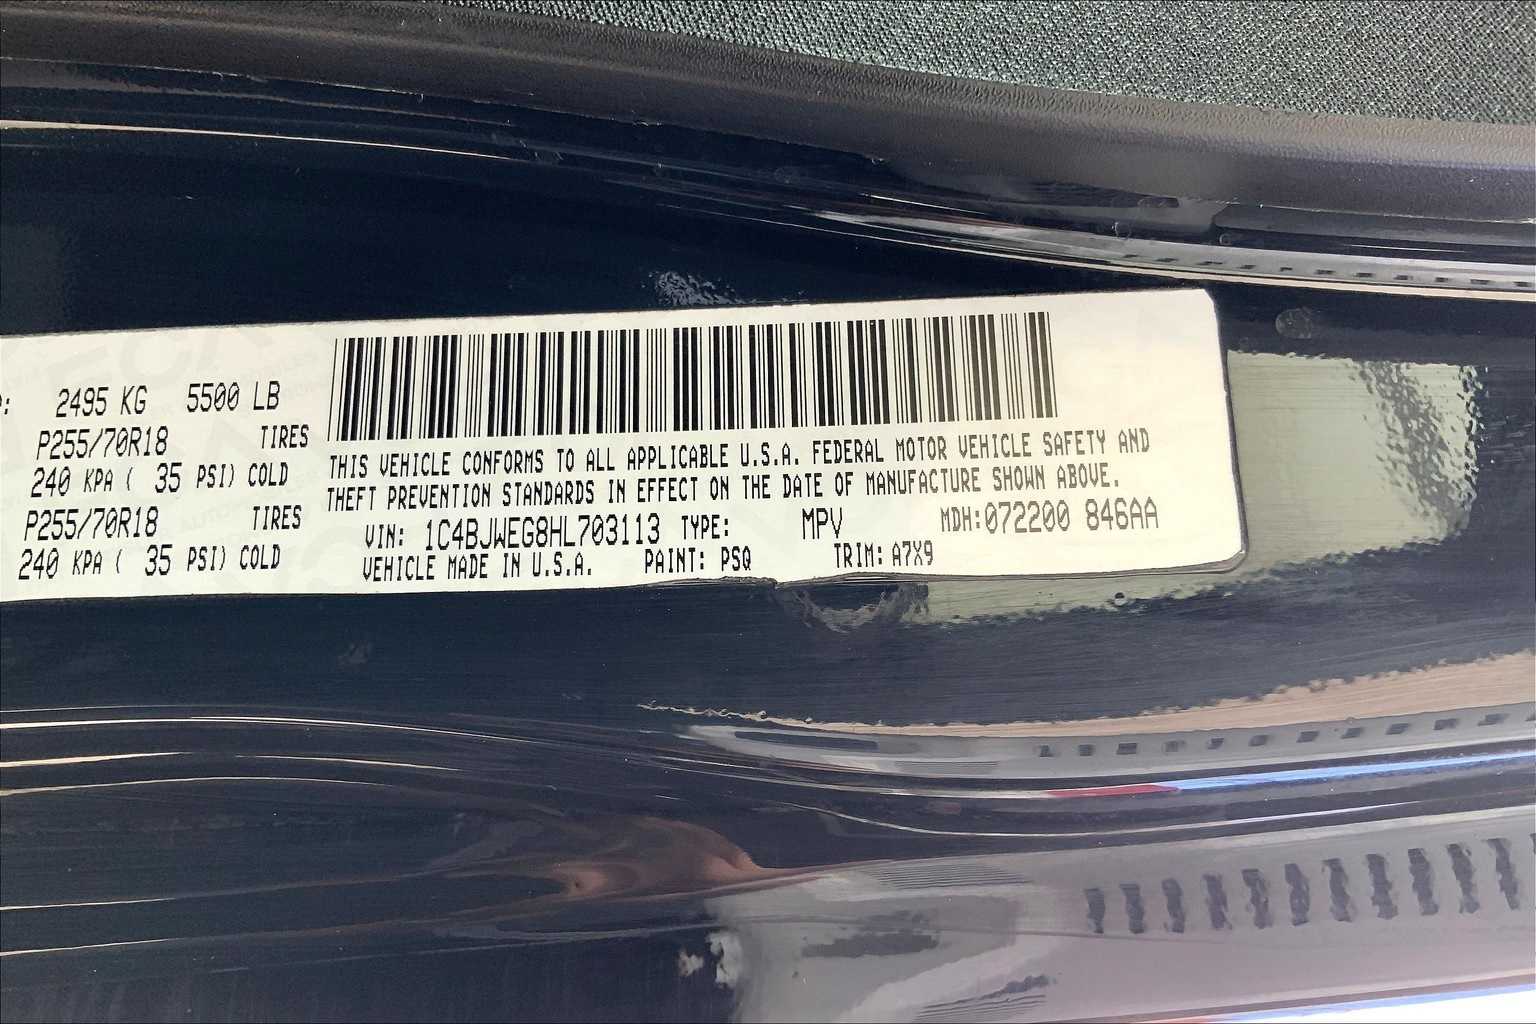 2495 KG 5500 LB
P255/70R18 TIRES
240 KPA ( 35 PSI) COLD
P255/70R18 TIRES
240 KPA ( 35 PSI) COLD
THIS VEHICLE CONFORMS TO ALL APPLICABLE U.S.A. FEDERAL MOTOR VEHICLE SAFETY AND
THEFT PREVENTION STANDARDS IN EFFECT ON THE DATE OF MANUFACTURE SHOWN ABOVE.
VIN: 1C4BJWEG8HL703113 TYPE: MPV MDH:072200 846AA
VEHICLE MADE IN U.S.A. PAINT: PSQ TRIM: A7X9